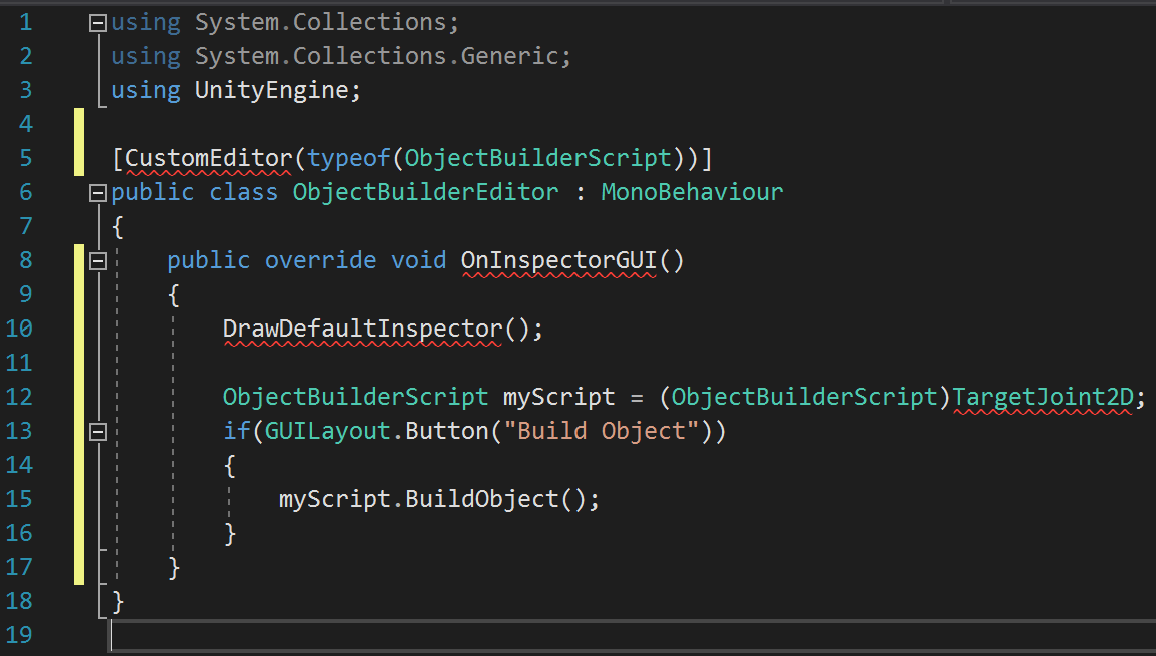 1 using System.Collections;
2 using System.Collections.Generic;
3 using UnityEngine;
4
5 [CustomEditor(typeof(ObjectBuilderScript))]
6 public class ObjectBuilderEditor : MonoBehaviour
7 {
8     public override void OnInspectorGUI()
9     {
10         DrawDefaultInspector();
11
12         ObjectBuilderScript myScript = (ObjectBuilderScript)TargetJoint2D;
13         if(GUILayout.Button("Build Object"))
14         {
15             myScript.BuildObject();
16         }
17     }
18 }
19